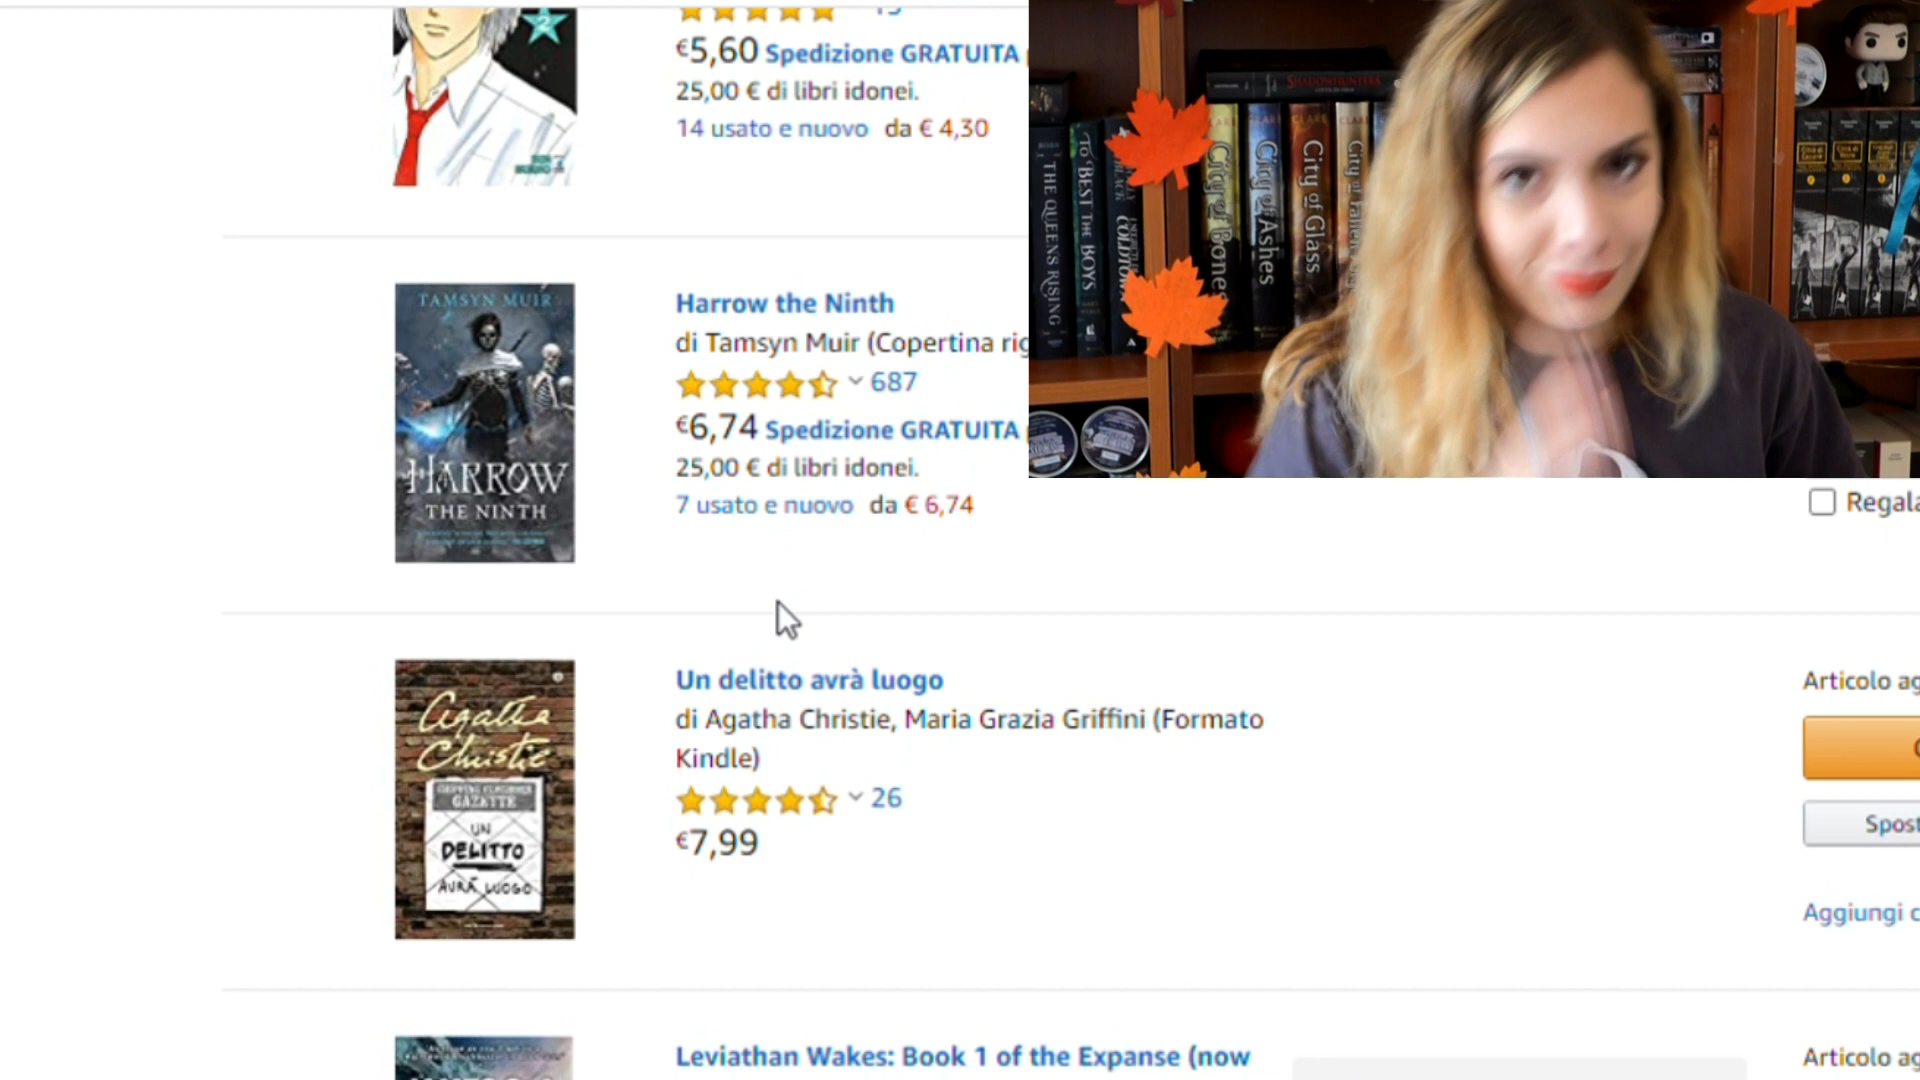 2
€5,60 Spedizione GRATUITA
25,00 € di libri idonei.
14 usato e nuovo da € 4,30
TAMSYN MUIR
HARROW
THE NINTH
Harrow the Ninth
di Tamsyn Muir (Copertina rig
687
€6,74 Spedizione GRATUITA
25,00 € di libri idonei.
7 usato e nuovo da € 6,74
SHADOWHUNTERS
THE QUEEN'S RISING
TO BEST THE BOYS
City of Bones
City of Ashes
City of Glass
City of Fallen
Regala
Agatha
Christie
GAZETTE
UN
DELITTO
AVRÀ LUOGO
Un delitto avrà luogo
di Agatha Christie, Maria Grazia Griffini (Formato
Kindle)
26
€7,99
Articolo ag
Spost
Aggiungi c
Leviathan Wakes: Book 1 of the Expanse (now
Articolo ag